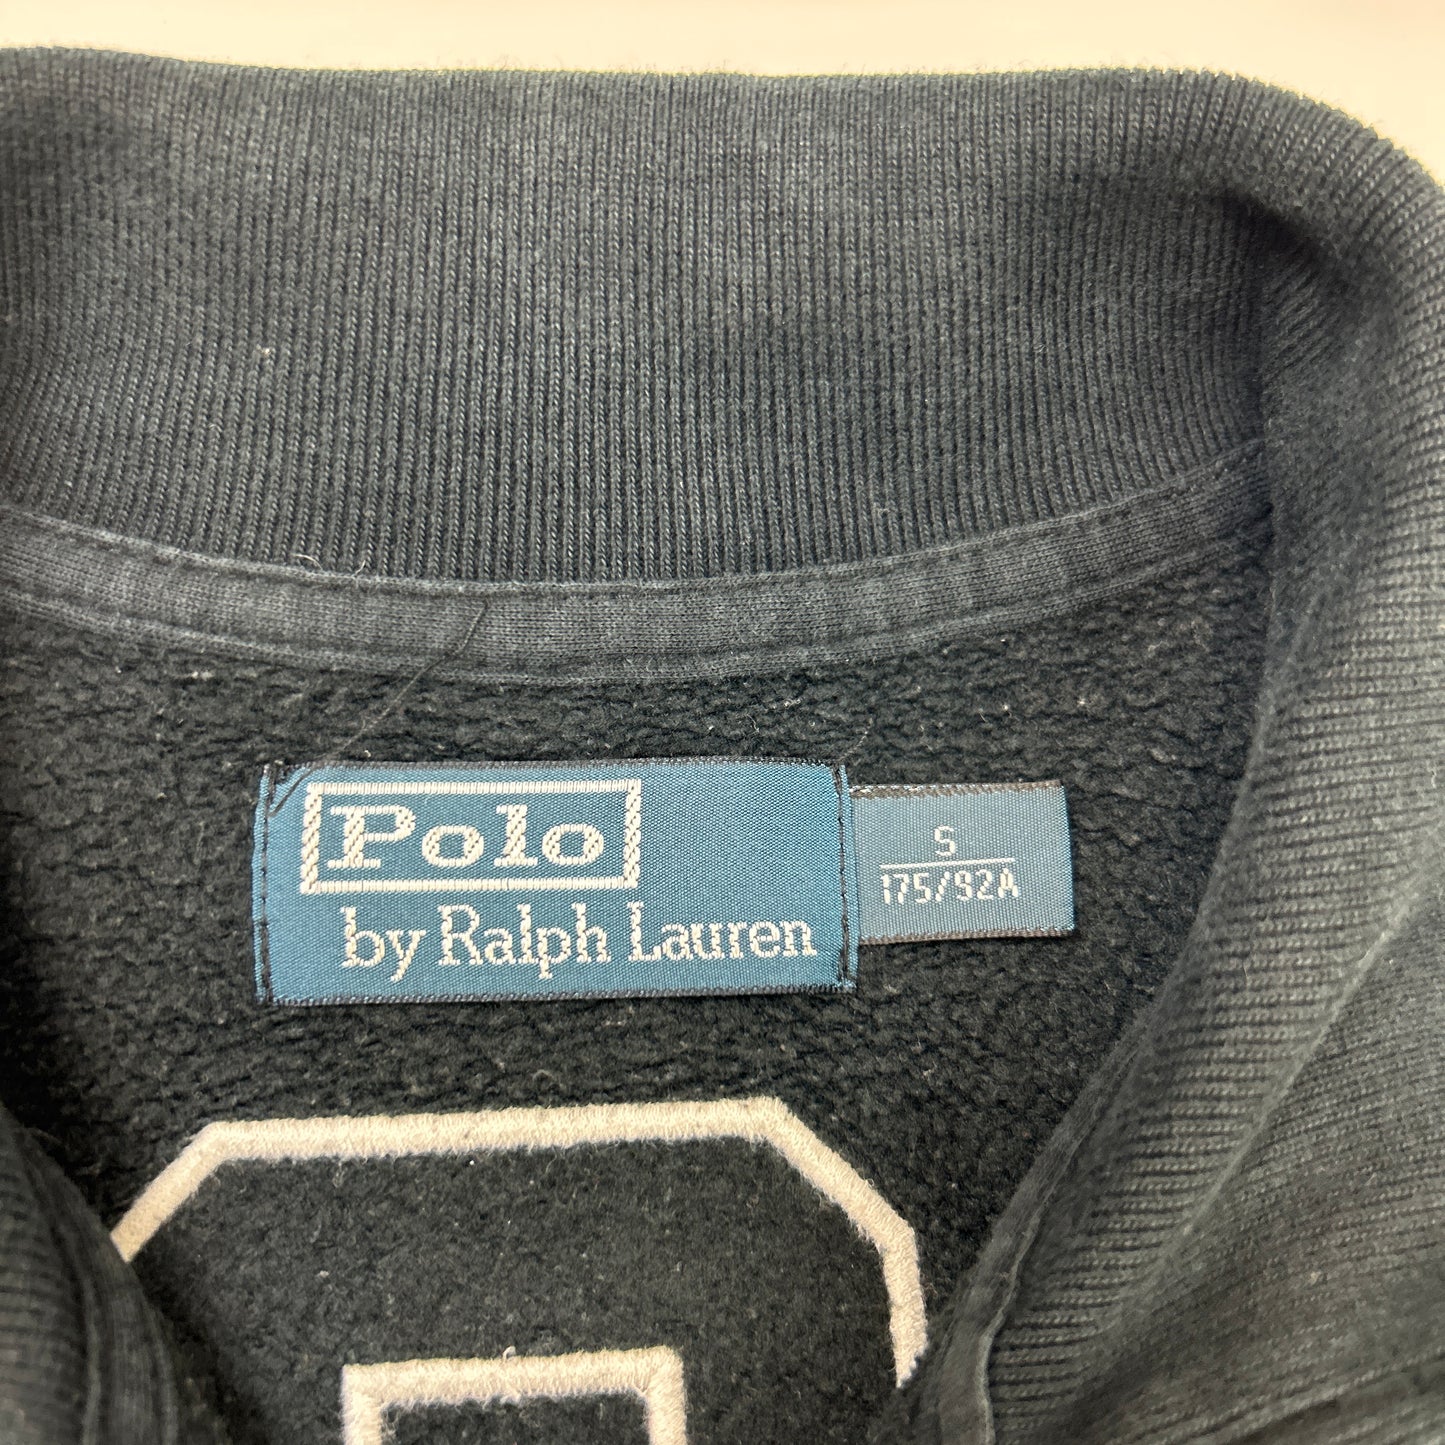 Polo
by Ralph Lauren
S
175/92A